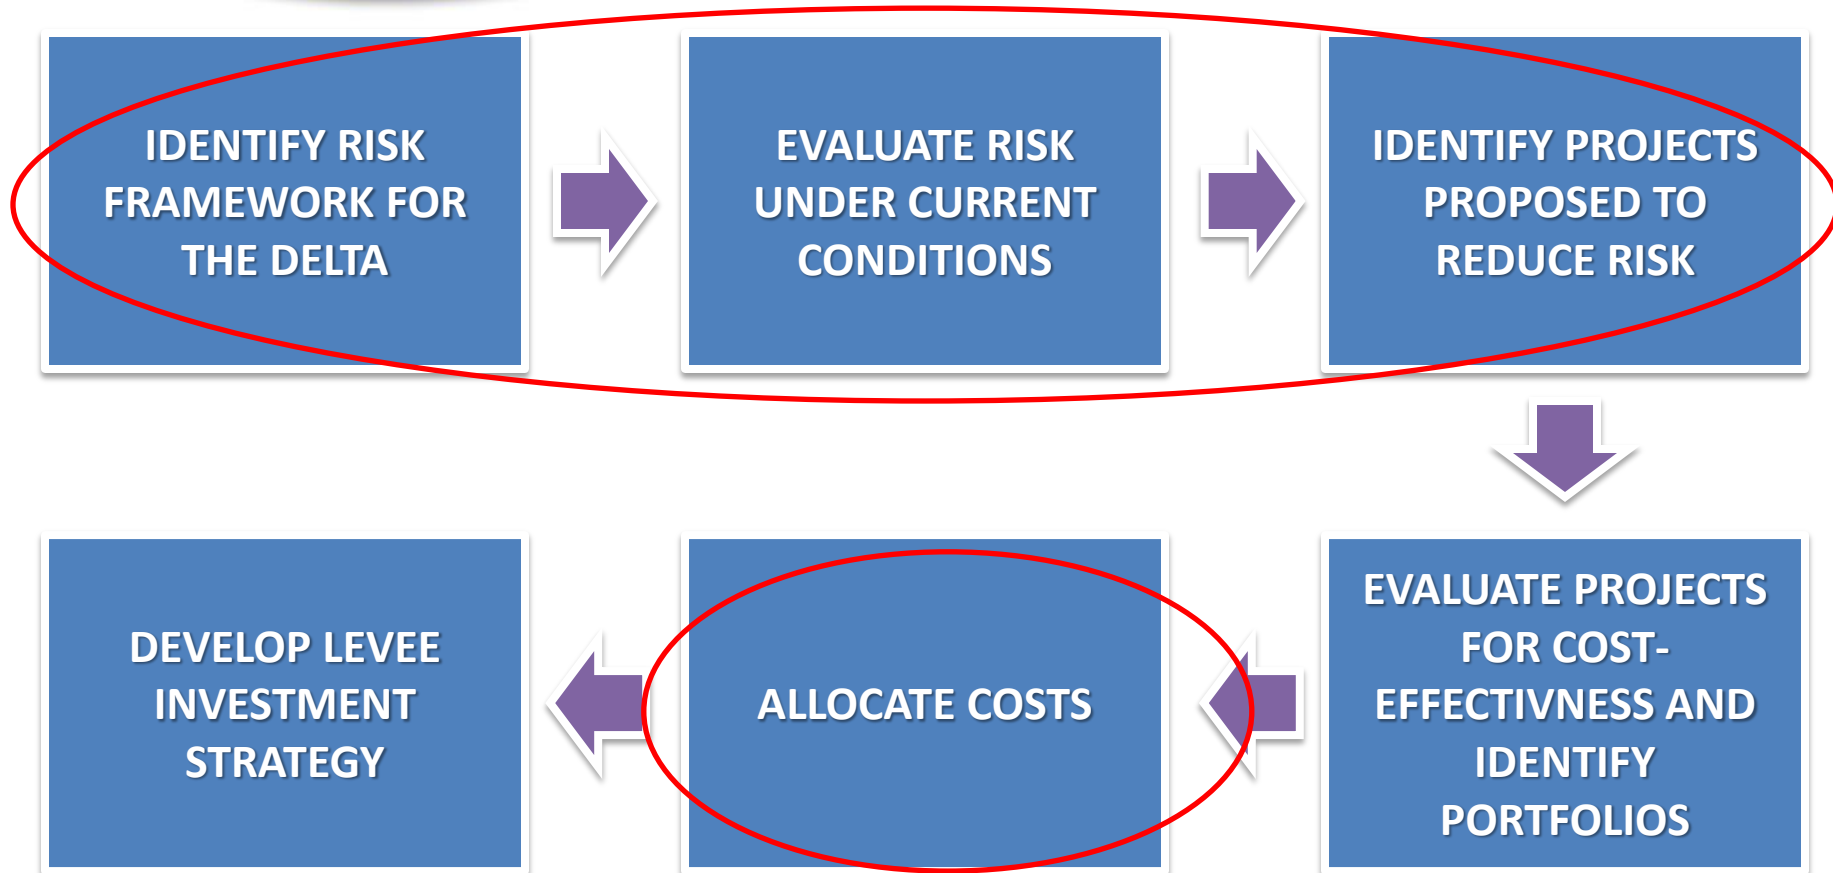 IDENTIFY RISK
FRAMEWORK FOR
THE DELTA
EVALUATE RISK
UNDER CURRENT
CONDITIONS
IDENTIFY PROJECTS
PROPOSED TO
REDUCE RISK
EVALUATE PROJECTS
FOR COST-
EFFECTIVNESS AND
IDENTIFY
PORTFOLIOS
ALLOCATE COSTS
DEVELOP LEVEE
INVESTMENT
STRATEGY